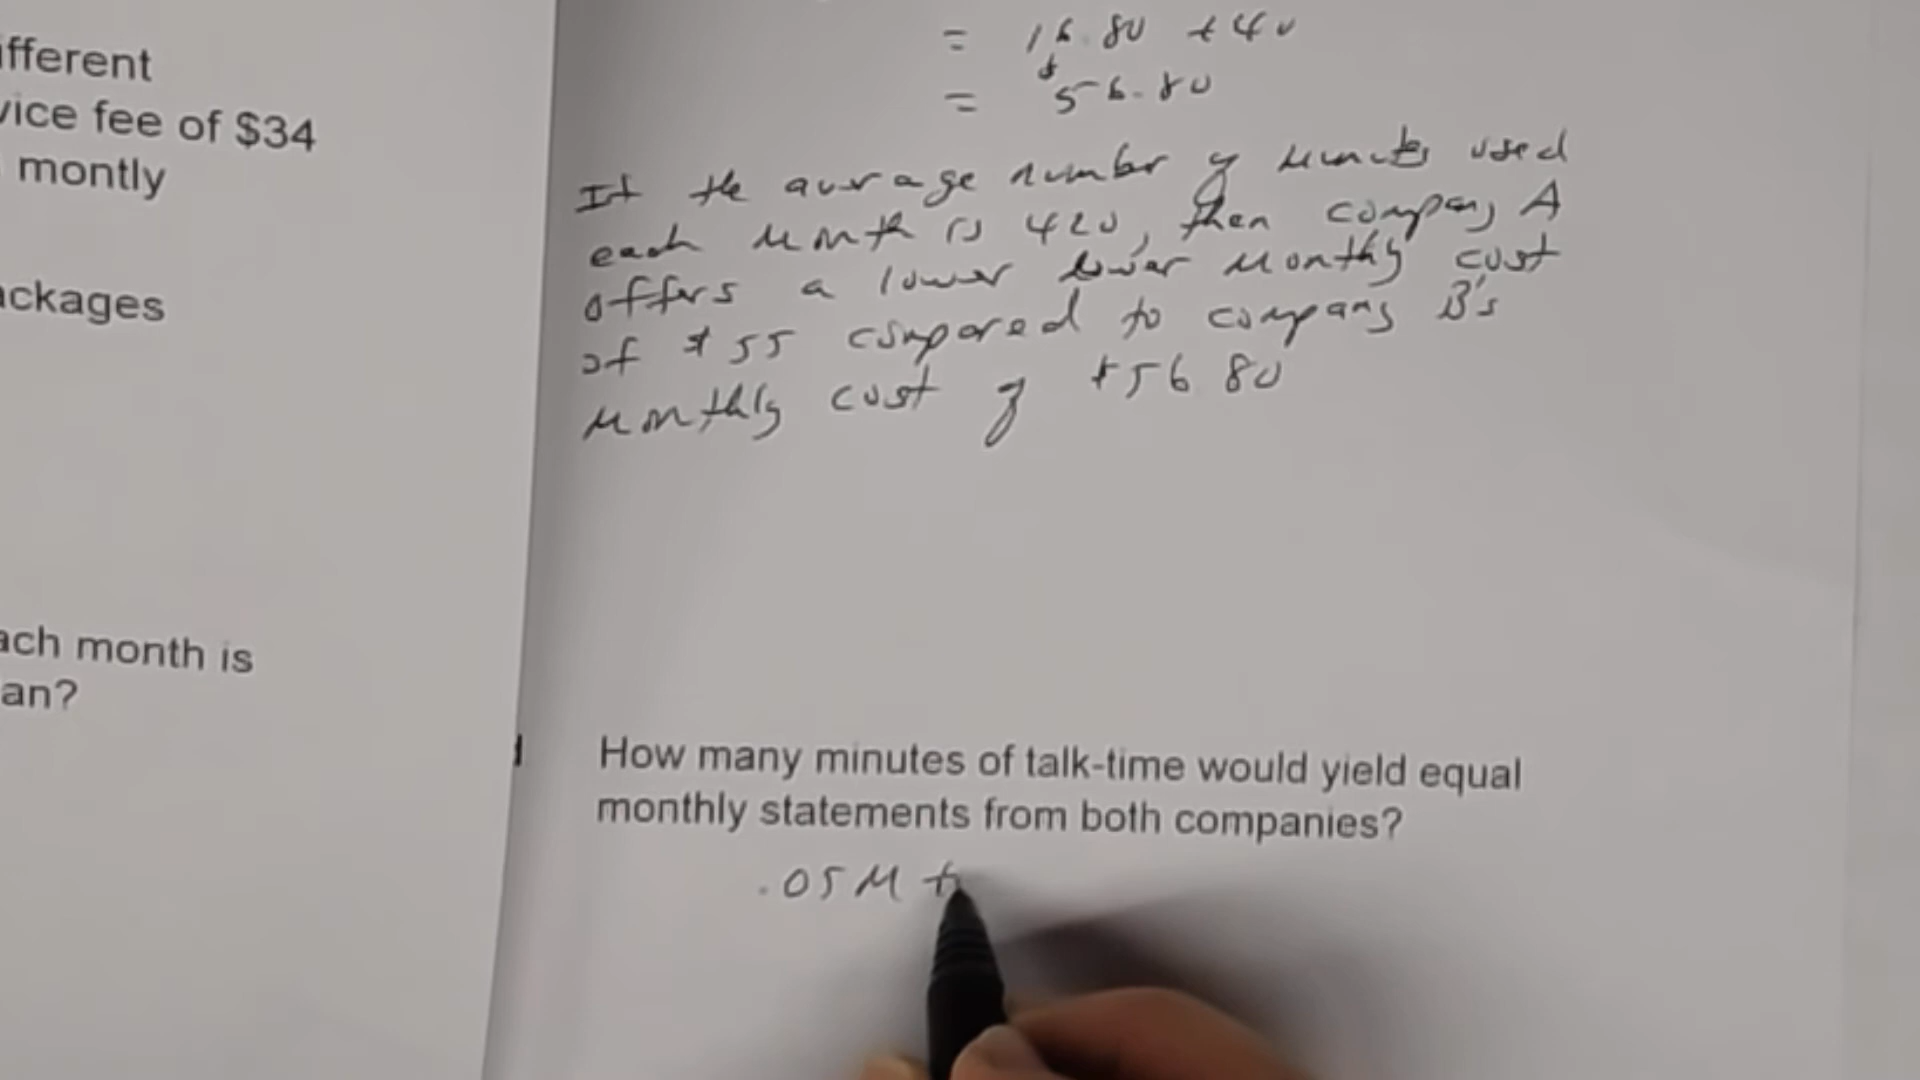 ifferent
vice fee of $34
montly
ackages
ach month is
an?
= 16.80 + 40
= $56.80
If the average number of minutes used
each month is 420, then company A
offers a lower lower monthly cost
of $55 compared to company B's
monthly cost of $56 80
How many minutes of talk-time would yield equal
monthly statements from both companies?
.05M +